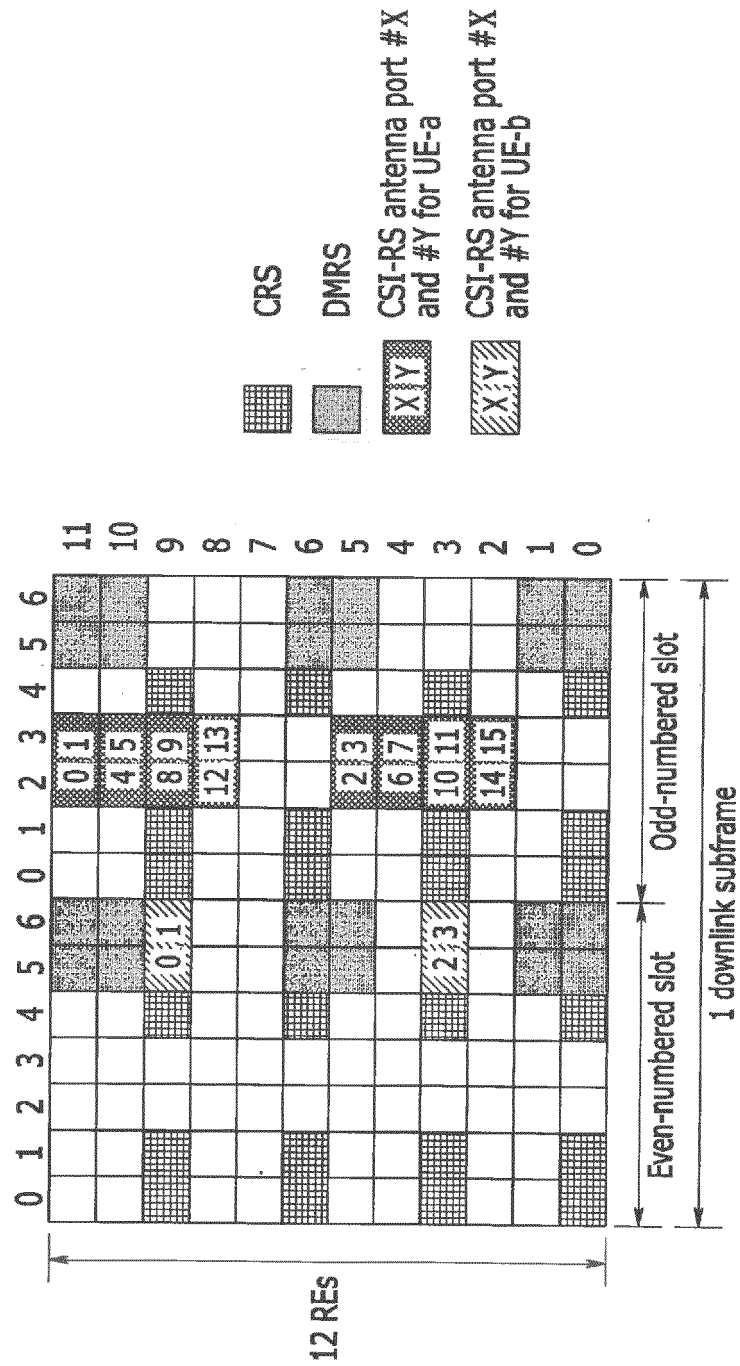 0 1 2 3 4 5 6 0 1 2 3 4 5 6
0 1 11
4 5 10
0 1 8 9 9
12 13 8
7
6
2 3 5
6 7 4
2 3 10 11 3
14 15 2
1
0
12 REs
Even-numbered slot
Odd-numbered slot
1 downlink subframe
CRS
DMRS
X Y
CSI-RS antenna port #X
and #Y for UE-a
X Y
CSI-RS antenna port #X
and #Y for UE-b